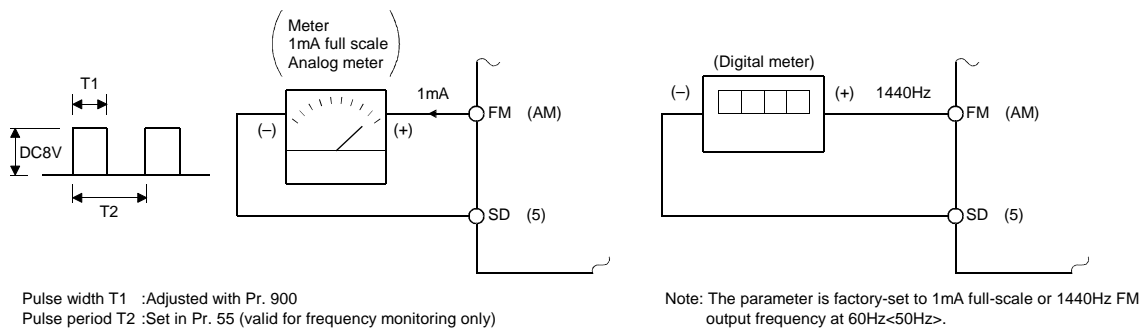 Meter
1mA full scale
Analog meter
T1
DC8V
T2
1mA
(–)
(+)
FM (AM)
SD (5)
(Digital meter)
(–)
(+)
1440Hz
FM (AM)
SD (5)
Pulse width T1 :Adjusted with Pr. 900
Pulse period T2 :Set in Pr. 55 (valid for frequency monitoring only)
Note: The parameter is factory-set to 1mA full-scale or 1440Hz FM
output frequency at 60Hz<50Hz>.